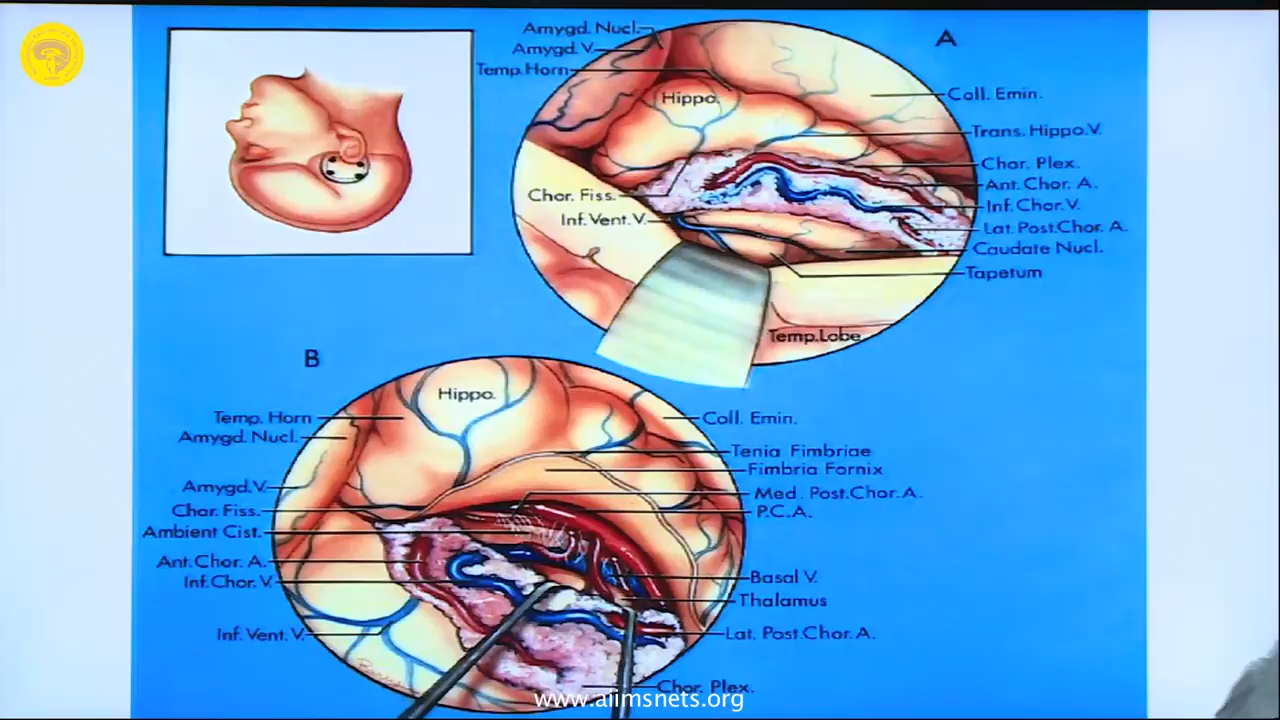 A
Amygd. Nucl.
Amygd. V.
Temp. Horn
Hippo.
Coll. Emin.
Trans. Hippo.V.
Chor. Plex.
Ant. Chor. A.
Inf. Chor. V.
Lat. Post.Chor. A.
Caudate Nucl.
Tapetum
Chor. Fiss.
Inf. Vent. V.
Temp. Lobe
B
Hippo.
Temp. Horn
Amygd. Nucl.
Amygd. V.
Chor. Fiss.
Ambient Cist.
Ant. Chor. A.
Inf. Chor. V.
Inf. Vent. V.
Coll. Emin.
Tenia Fimbriae
Fimbria Fornix
Med. Post.Chor. A.
P.C.A.
Basal V.
Thalamus
Lat. Post.Chor. A.
Chor. Plex.
www.aiimsnets.org